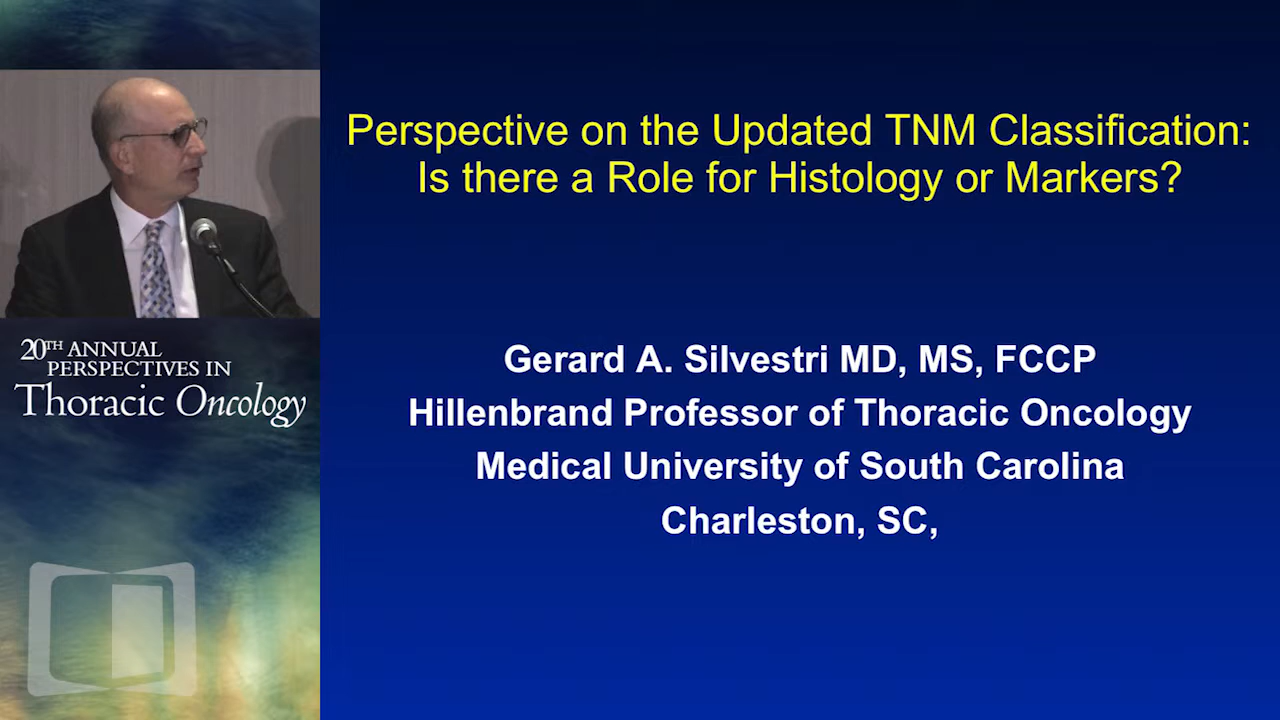 20TH ANNUAL
PERSPECTIVES IN
Thoracic Oncology
Perspective on the Updated TNM Classification:
Is there a Role for Histology or Markers?
Gerard A. Silvestri MD, MS, FCCP
Hillenbrand Professor of Thoracic Oncology
Medical University of South Carolina
Charleston, SC,